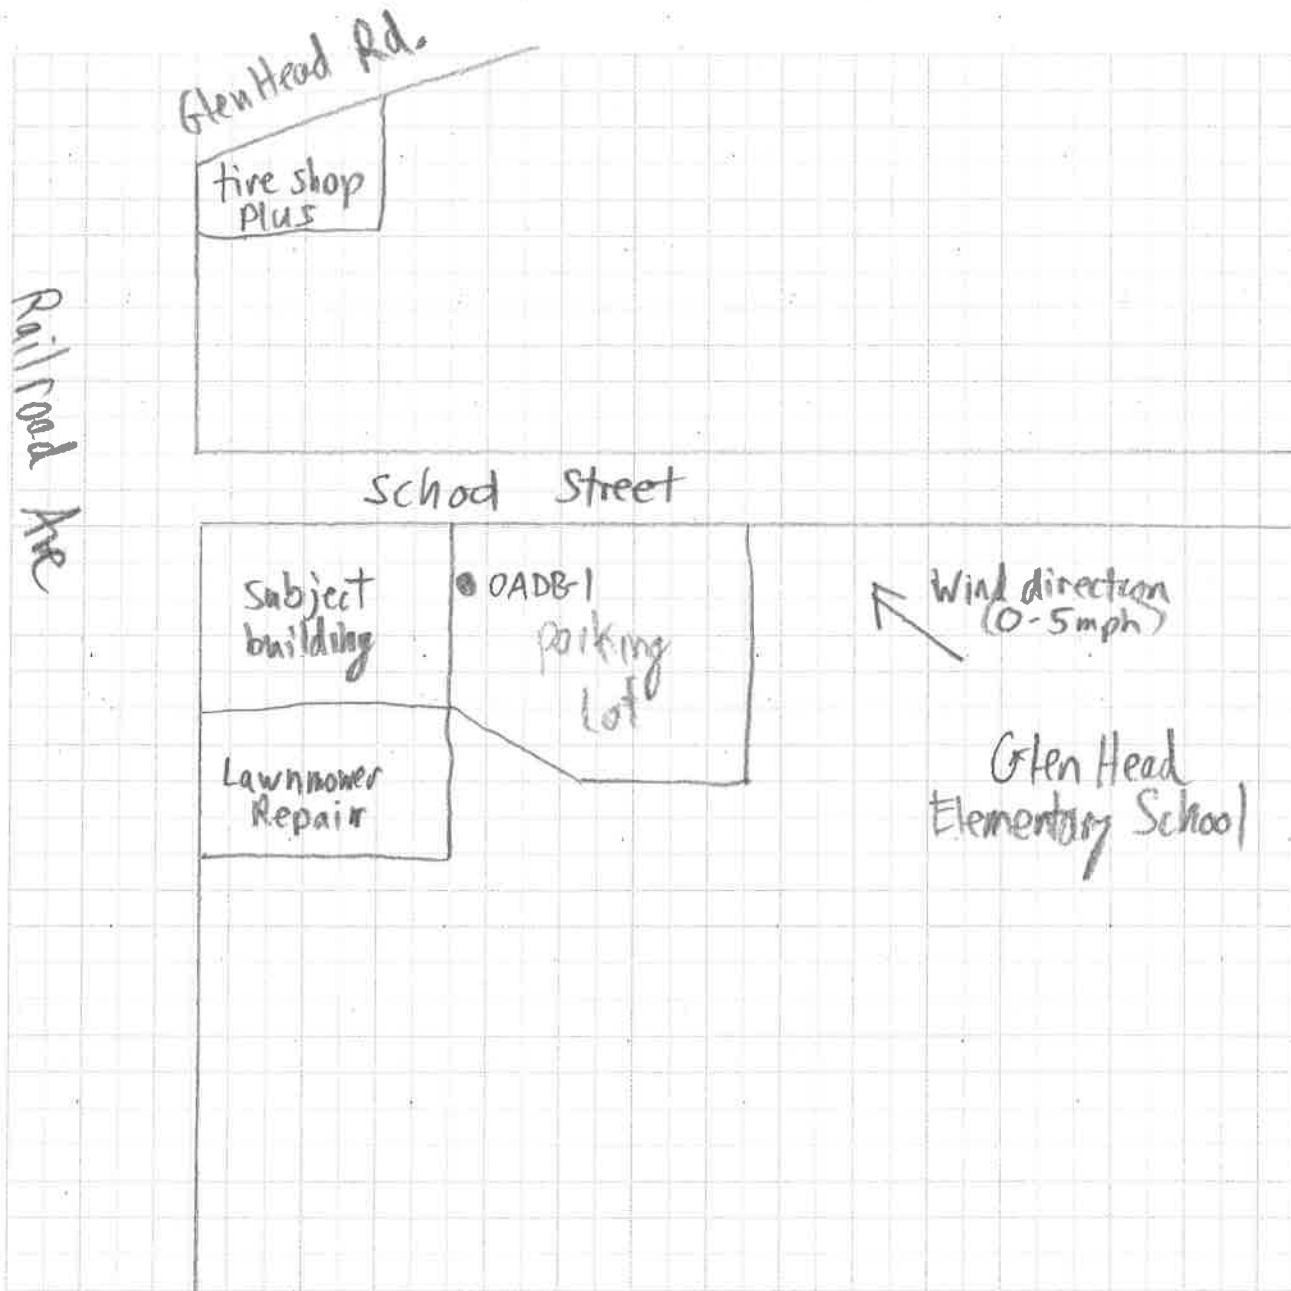 Glen Head Rd.
tire shop
plus
Railroad Ave
School Street
Subject
building
OADB-1
parking
Lot
Wind direction
(0-5mph)
Lawnmower
Repair
Glen Head
Elementary School